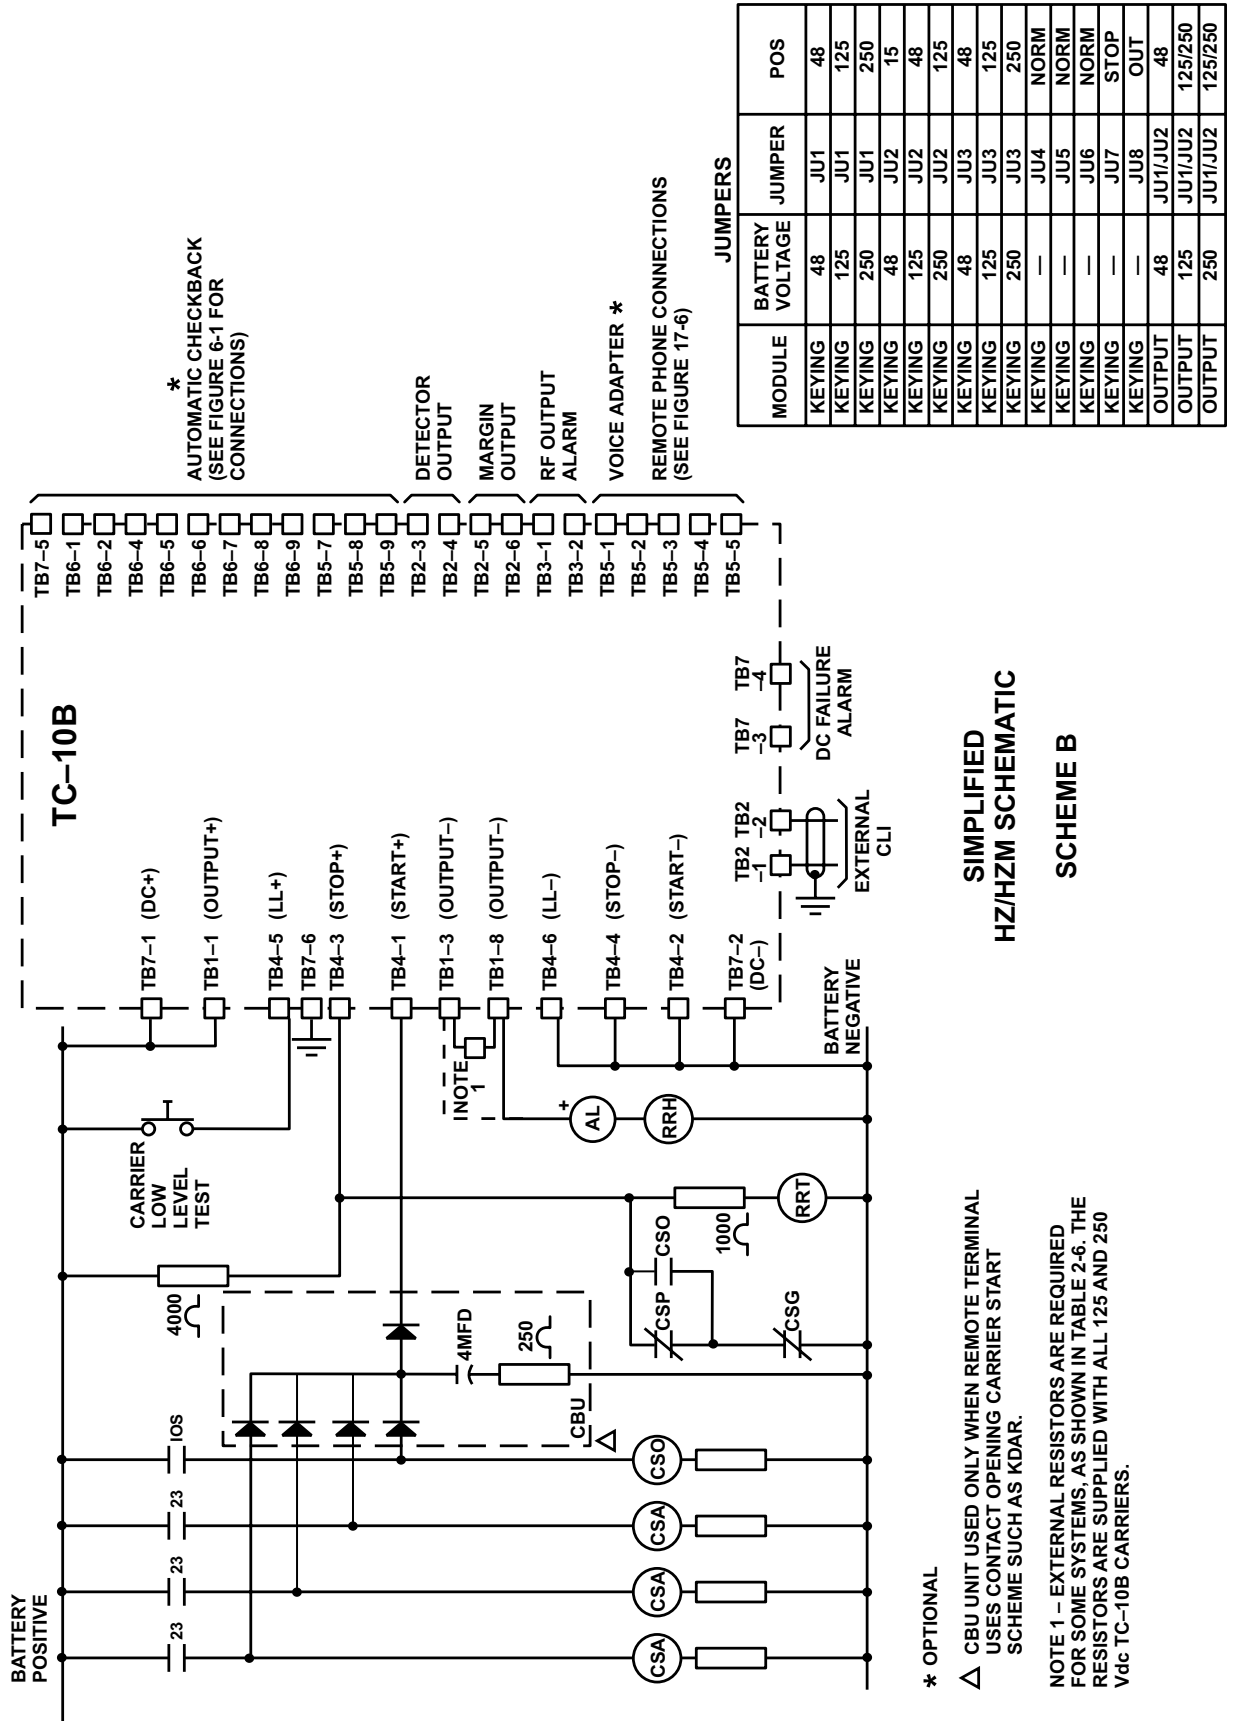 BATTERY
POSITIVE
23
23
23
IOS
CSA
CSA
CSA
CSO
CBU
4MFD
250
4000
CARRIER
LOW
LEVEL
TEST
CSP
CSO
CSG
1000
RRT
NOTE
1
+
AL
RRH
BATTERY
NEGATIVE
TC–10B
TB7–1 (DC+)
TB1–1 (OUTPUT+)
TB4–5 (LL+)
TB7–6
TB4–3 (STOP+)
TB4–1 (START+)
TB1–3 (OUTPUT–)
TB1–8 (OUTPUT–)
TB4–6 (LL–)
TB4–4 (STOP–)
TB4–2 (START–)
TB7–2
(DC–)
TB2
–1
TB2
–2
EXTERNAL
CLI
TB7
–3
TB7
–4
DC FAILURE
ALARM
TB7–5
TB6–1
TB6–2
TB6–4
TB6–5
TB6–6
TB6–7
TB6–8
TB6–9
TB5–7
TB5–8
TB5–9
TB2–3
TB2–4
TB2–5
TB2–6
TB3–1
TB3–2
TB5–1
TB5–2
TB5–3
TB5–4
TB5–5
*
AUTOMATIC CHECKBACK
(SEE FIGURE 6-1 FOR
CONNECTIONS)
DETECTOR
OUTPUT
MARGIN
OUTPUT
RF OUTPUT
ALARM
VOICE ADAPTER *
REMOTE PHONE CONNECTIONS
(SEE FIGURE 17-6)
JUMPERS
MODULE BATTERY VOLTAGE JUMPER POS
KEYING 48 JU1 48
KEYING 125 JU1 125
KEYING 250 JU1 250
KEYING 48 JU2 15
KEYING 125 JU2 48
KEYING 250 JU2 125
KEYING 48 JU3 48
KEYING 125 JU3 125
KEYING 250 JU3 250
KEYING — JU4 NORM
KEYING — JU5 NORM
KEYING — JU6 NORM
KEYING — JU7 STOP
KEYING — JU8 OUT
OUTPUT 48 JU1/JU2 48
OUTPUT 125 JU1/JU2 125/250
OUTPUT 250 JU1/JU2 125/250
SIMPLIFIED
HZ/HZM SCHEMATIC
SCHEME B
* OPTIONAL
△ CBU UNIT USED ONLY WHEN REMOTE TERMINAL
USES CONTACT OPENING CARRIER START
SCHEME SUCH AS KDAR.
NOTE 1 – EXTERNAL RESISTORS ARE REQUIRED
FOR SOME SYSTEMS, AS SHOWN IN TABLE 2-6. THE
RESISTORS ARE SUPPLIED WITH ALL 125 AND 250
Vdc TC–10B CARRIERS.